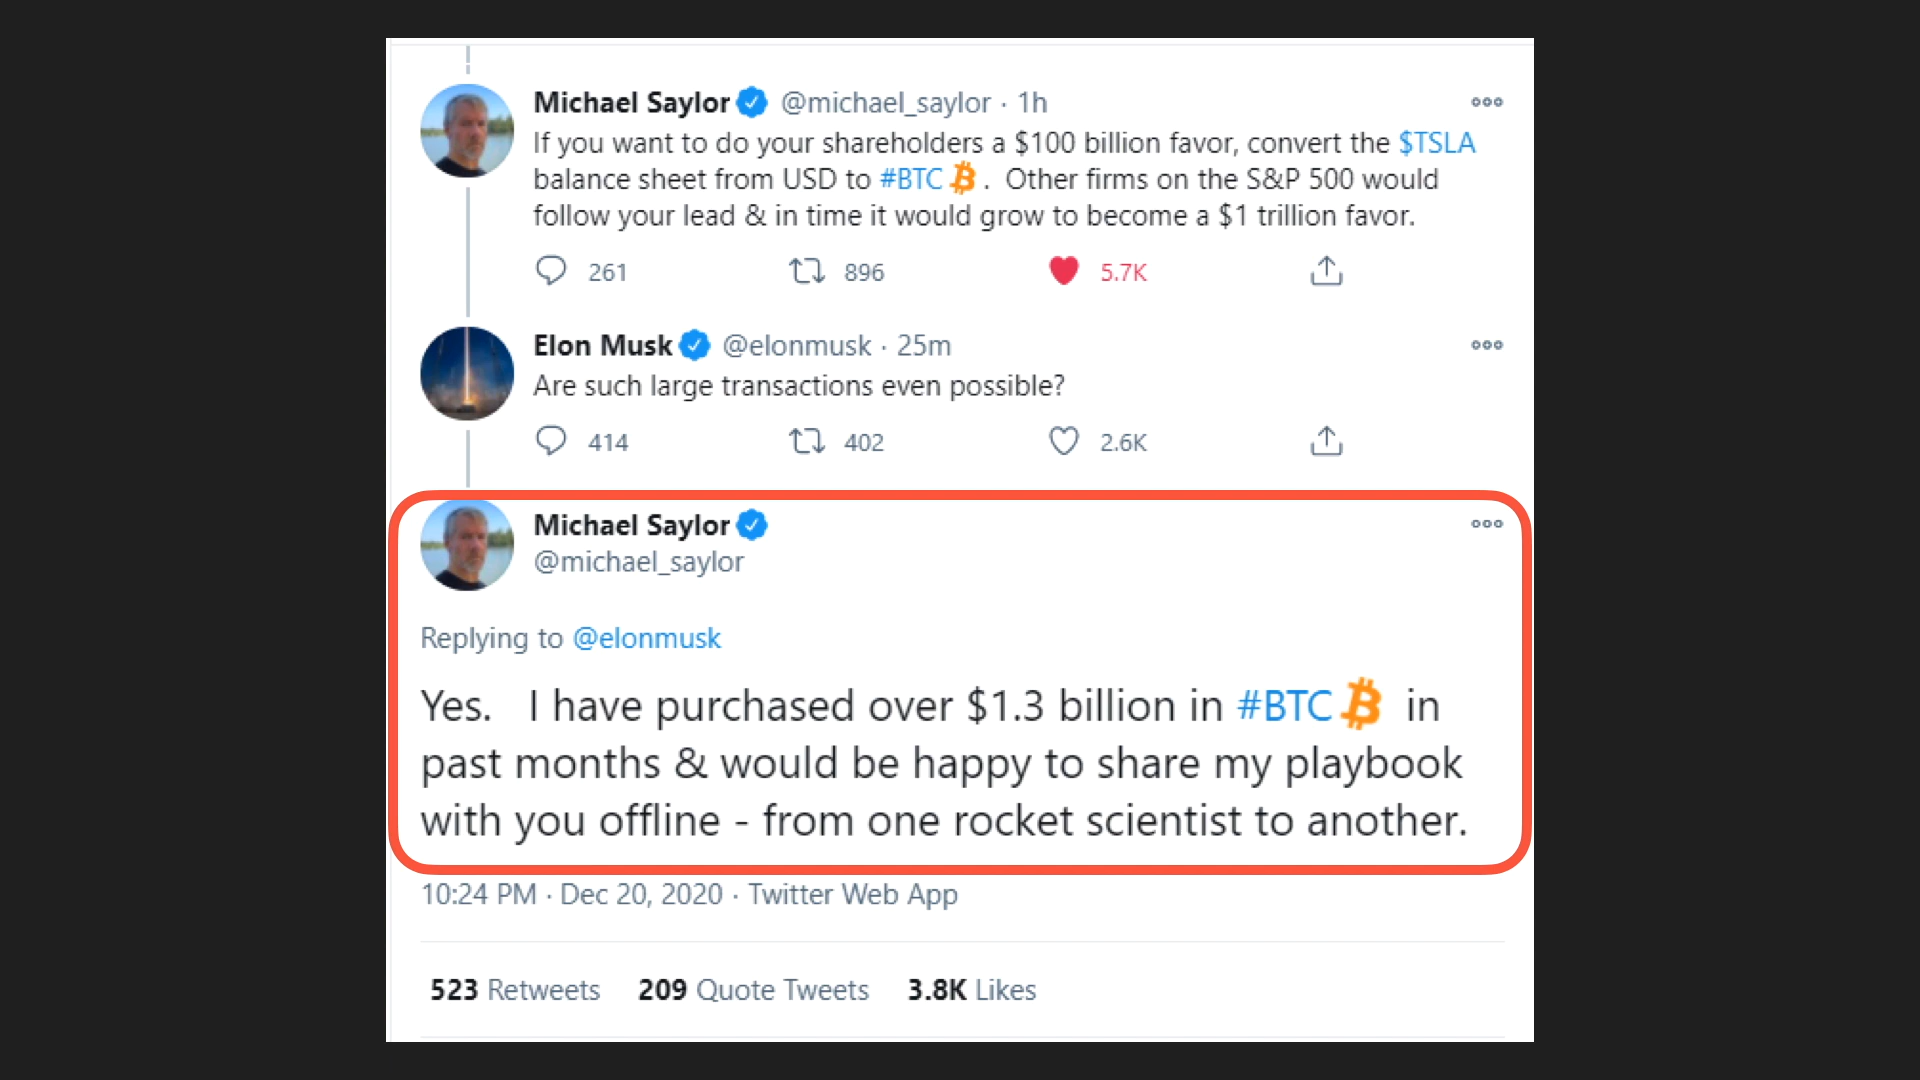 Michael Saylor @michael_saylor · 1h
If you want to do your shareholders a $100 billion favor, convert the $TSLA
balance sheet from USD to #BTC. Other firms on the S&P 500 would
follow your lead & in time it would grow to become a $1 trillion favor.
261 896 5.7K
Elon Musk @elonmusk · 25m
Are such large transactions even possible?
414 402 2.6K
Michael Saylor
@michael_saylor
Replying to @elonmusk
Yes. I have purchased over $1.3 billion in #BTC in
past months & would be happy to share my playbook
with you offline - from one rocket scientist to another.
10:24 PM · Dec 20, 2020 · Twitter Web App
523 Retweets 209 Quote Tweets 3.8K Likes